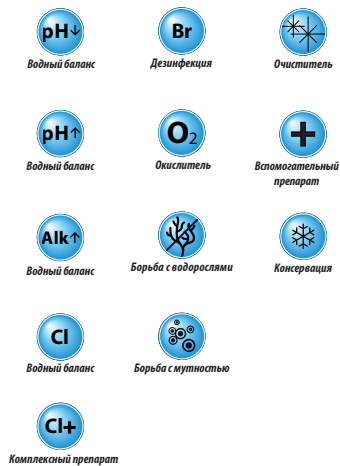 pH↓
Br
Водный баланс
Дезинфекция
Очиститель
pH↑
O₂
+
Водный баланс
Окислитель
Вспомогательный
препарат
Alk↑
Водный баланс
Борьба с водорослями
Консервация
Cl
Водный баланс
Борьба с мутностью
Cl+
Комплексный препарат